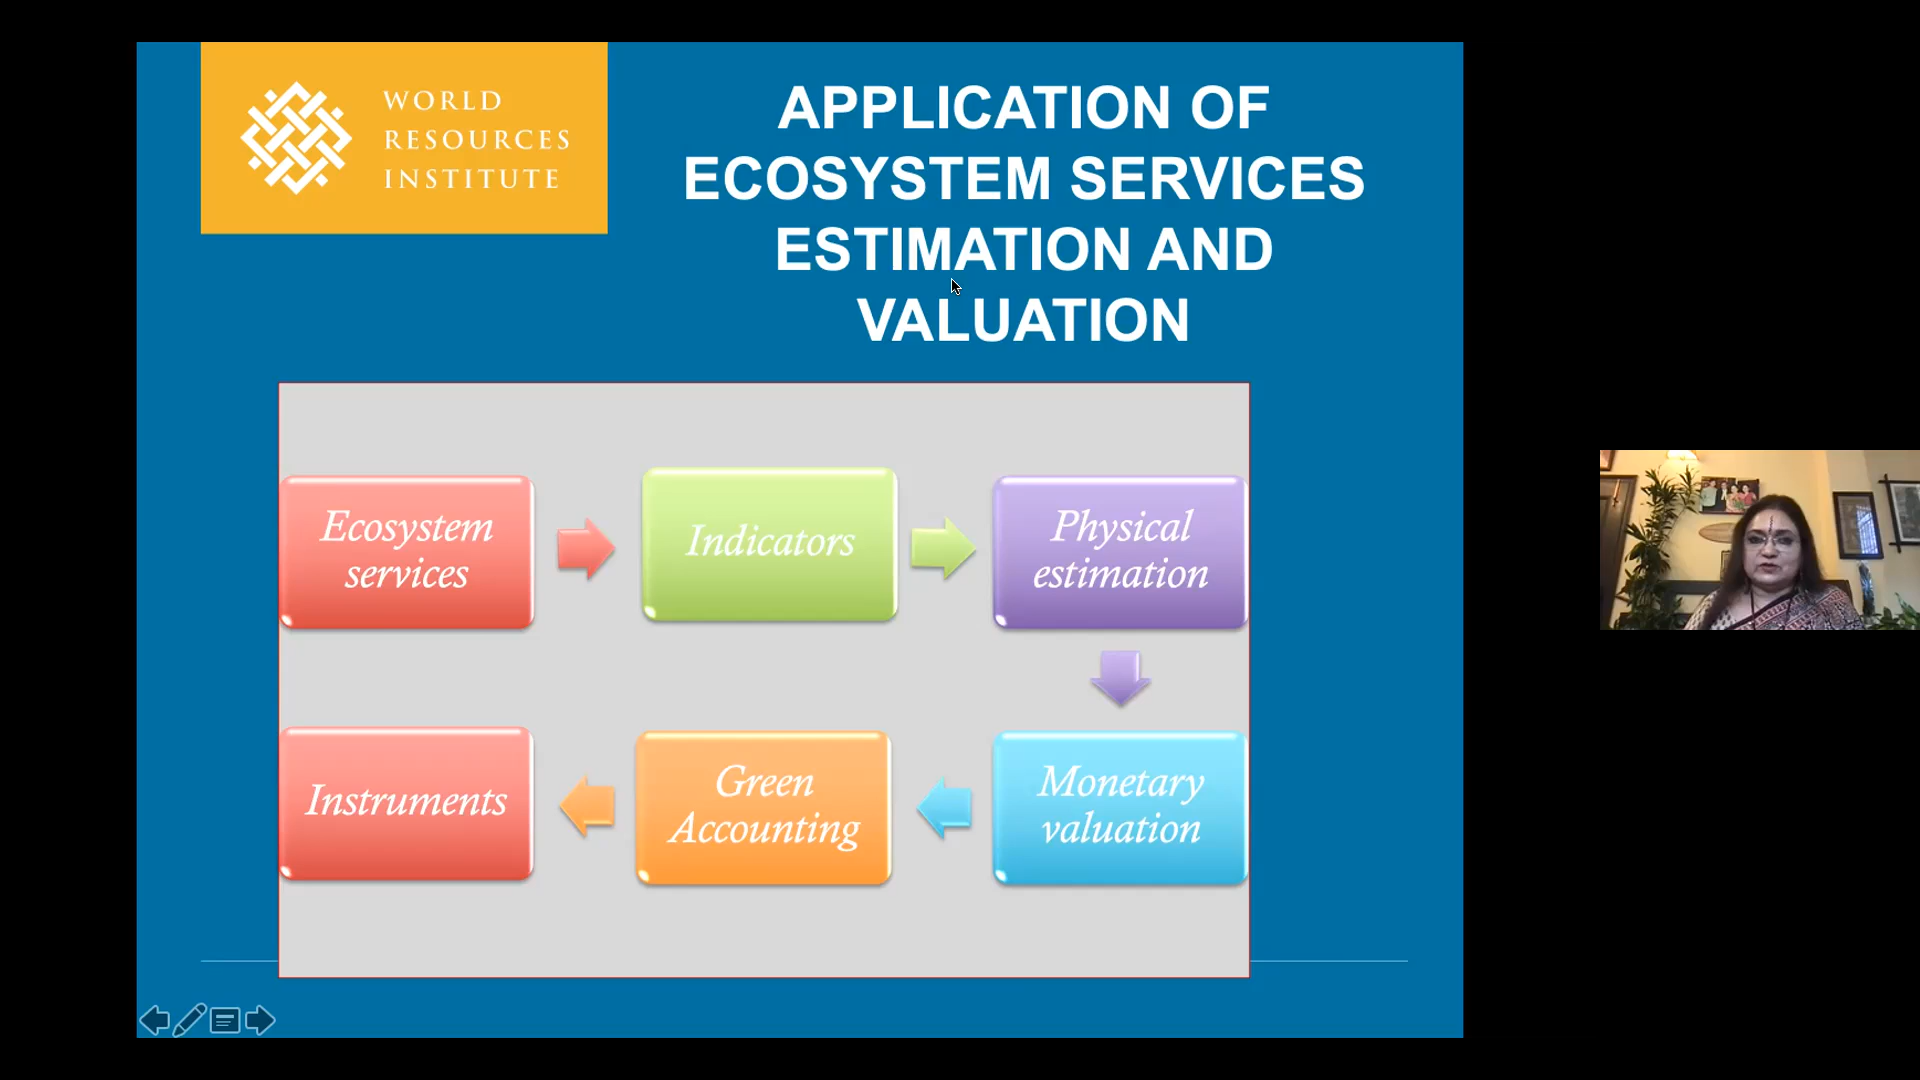 WORLD
RESOURCES
INSTITUTE
APPLICATION OF
ECOSYSTEM SERVICES
ESTIMATION AND
VALUATION
Ecosystem
services
Indicators
Physical
estimation
Instruments
Green
Accounting
Monetary
valuation